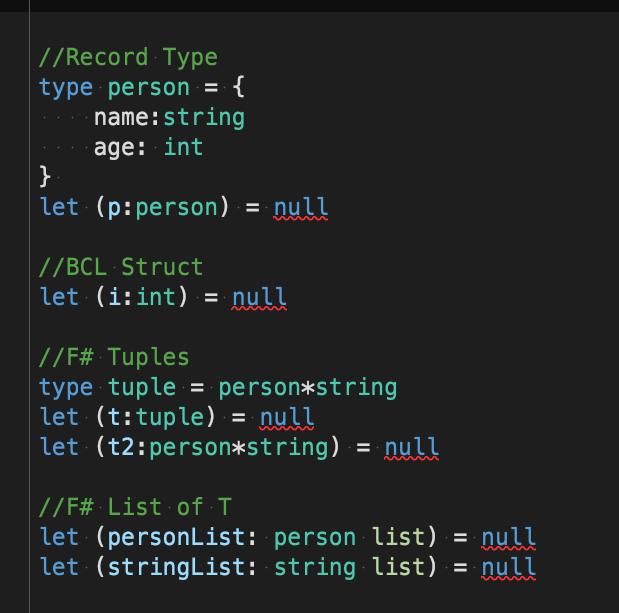 //Record Type
type person = {
    name:string
    age: int
}
let (p:person) = null
//BCL Struct
let (i:int) = null
//F# Tuples
type tuple = person*string
let (t:tuple) = null
let (t2:person*string) = null
//F# List of T
let (personList: person list) = null
let (stringList: string list) = null